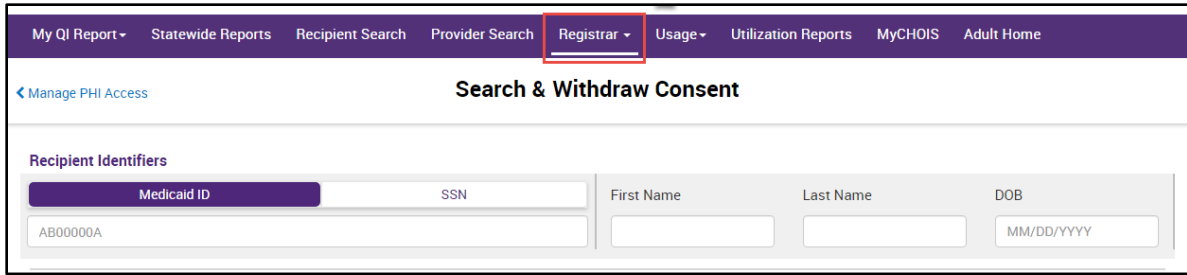 My QI Report Statewide Reports Recipient Search Provider Search Registrar Usage Utilization Reports MyCHOIS Adult Home
Manage PHI Access Search & Withdraw Consent
Recipient Identifiers
Medicaid ID SSN First Name Last Name DOB
AB00000A MM/DD/YYYY